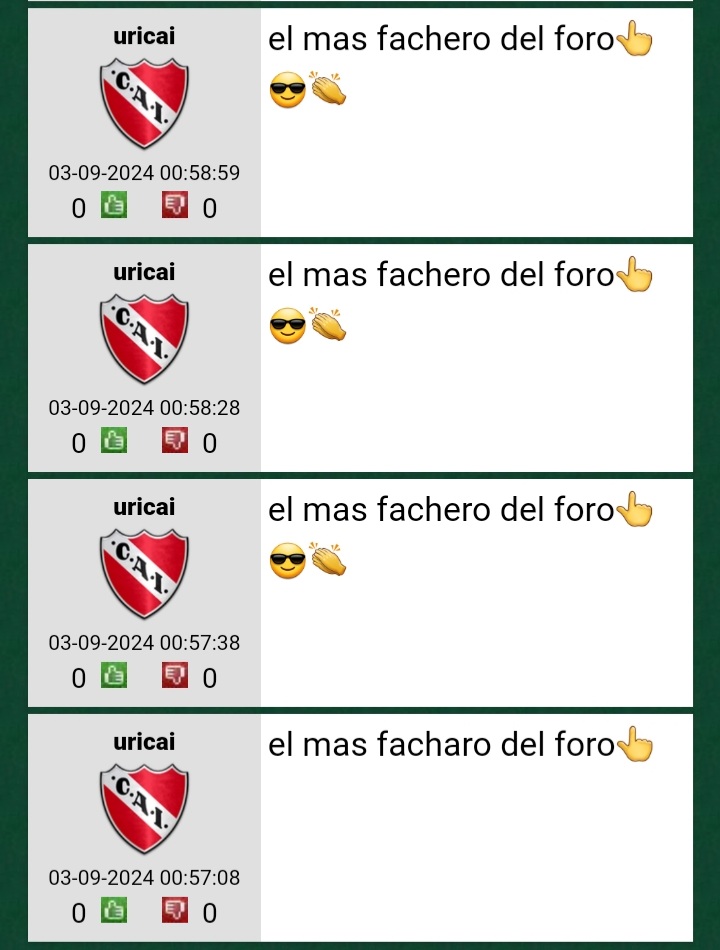 uricai
el mas fachero del foro👆
😎👏
C.A.I.
03-09-2024 00:58:59
0 0
uricai
el mas fachero del foro👆
😎👏
C.A.I.
03-09-2024 00:58:28
0 0
uricai
el mas fachero del foro👆
😎👏
C.A.I.
03-09-2024 00:57:38
0 0
uricai
el mas facharo del foro👆
C.A.I.
03-09-2024 00:57:08
0 0